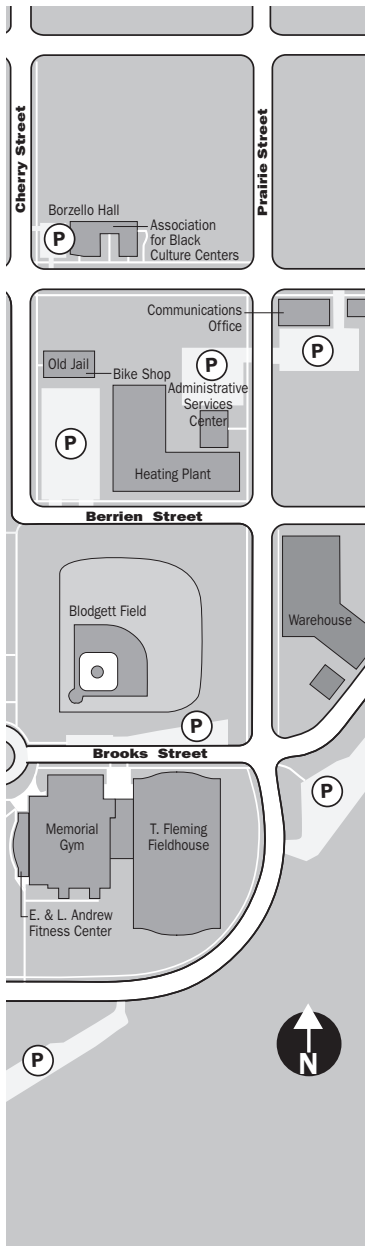 Cherry Street
Prairie Street
Borzello Hall
P
Association
for Black
Culture Centers
Communications
Office
P
P
Old Jail
Bike Shop
Administrative
Services
Center
P
Heating Plant
Berrien Street
Blodgett Field
Warehouse
P
Brooks Street
P
Memorial
Gym
T. Fleming
Fieldhouse
E. & L. Andrew
Fitness Center
P
N